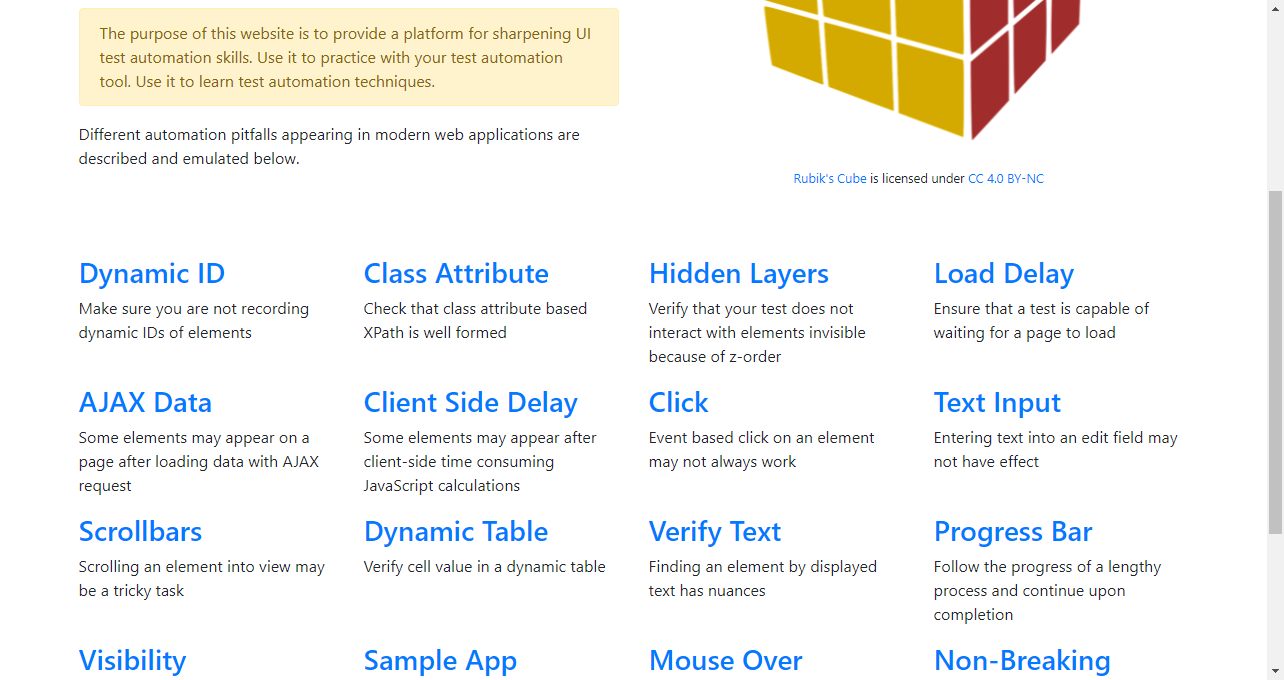 The purpose of this website is to provide a platform for sharpening UI
test automation skills. Use it to practice with your test automation
tool. Use it to learn test automation techniques.
Different automation pitfalls appearing in modern web applications are
described and emulated below.
Rubik's Cube is licensed under CC 4.0 BY-NC
Dynamic ID
Make sure you are not recording
dynamic IDs of elements
Class Attribute
Check that class attribute based
XPath is well formed
Hidden Layers
Verify that your test does not
interact with elements invisible
because of z-order
Load Delay
Ensure that a test is capable of
waiting for a page to load
AJAX Data
Some elements may appear on a
page after loading data with AJAX
request
Client Side Delay
Some elements may appear after
client-side time consuming
JavaScript calculations
Click
Event based click on an element
may not always work
Text Input
Entering text into an edit field may
not have effect
Scrollbars
Scrolling an element into view may
be a tricky task
Dynamic Table
Verify cell value in a dynamic table
Verify Text
Finding an element by displayed
text has nuances
Progress Bar
Follow the progress of a lengthy
process and continue upon
completion
Visibility
Sample App
Mouse Over
Non-Breaking